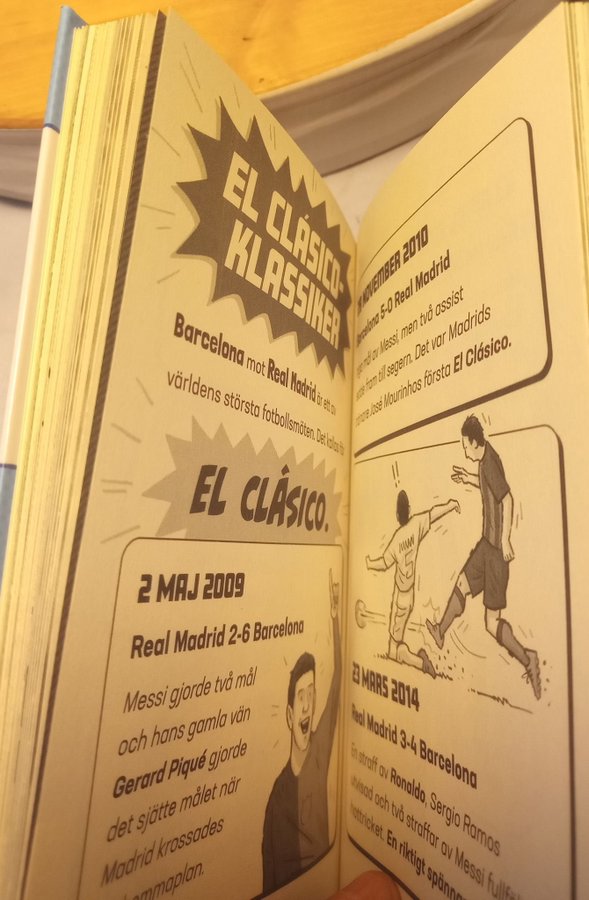 EL CLÁSICO-
KLASSIKER
Barcelona mot Real Madrid är ett av
världens största fotbollsmöten. Det kallas för
EL CLÁSICO.
2 MAJ 2009
Real Madrid 2-6 Barcelona
Messi gjorde två mål
och hans gamla vän
Gerard Piqué gjorde
det sjätte målet när
Madrid krossades
NOVEMBER 2010
Barcelona 5-0 Real Madrid
mål av Messi, men två assist
fram till segern. Det var Madrids
José Mourinhos första El Clásico.
!!
23 MARS 2014
Real Madrid 3-4 Barcelona
En straff av Ronaldo, Sergio Ramos
utvisad och två straffar av Messi
hattricket. En riktigt